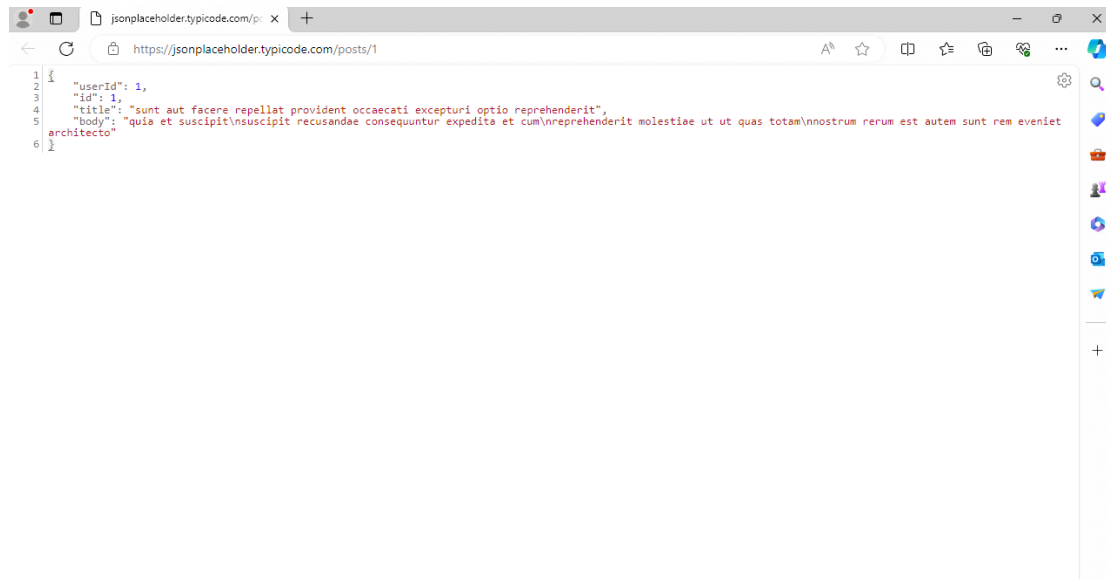 jsonplaceholder.typicode.com/p
https://jsonplaceholder.typicode.com/posts/1
1 {
2 "userId": 1,
3 "id": 1,
4 "title": "sunt aut facere repellat provident occaecati excepturi optio reprehenderit",
5 "body": "quia et suscipit\nsuscipit recusandae consequuntur expedita et cum\nreprehenderit molestiae ut ut quas totam\nnostrum rerum est autem sunt rem eveniet
architecto"
6 }